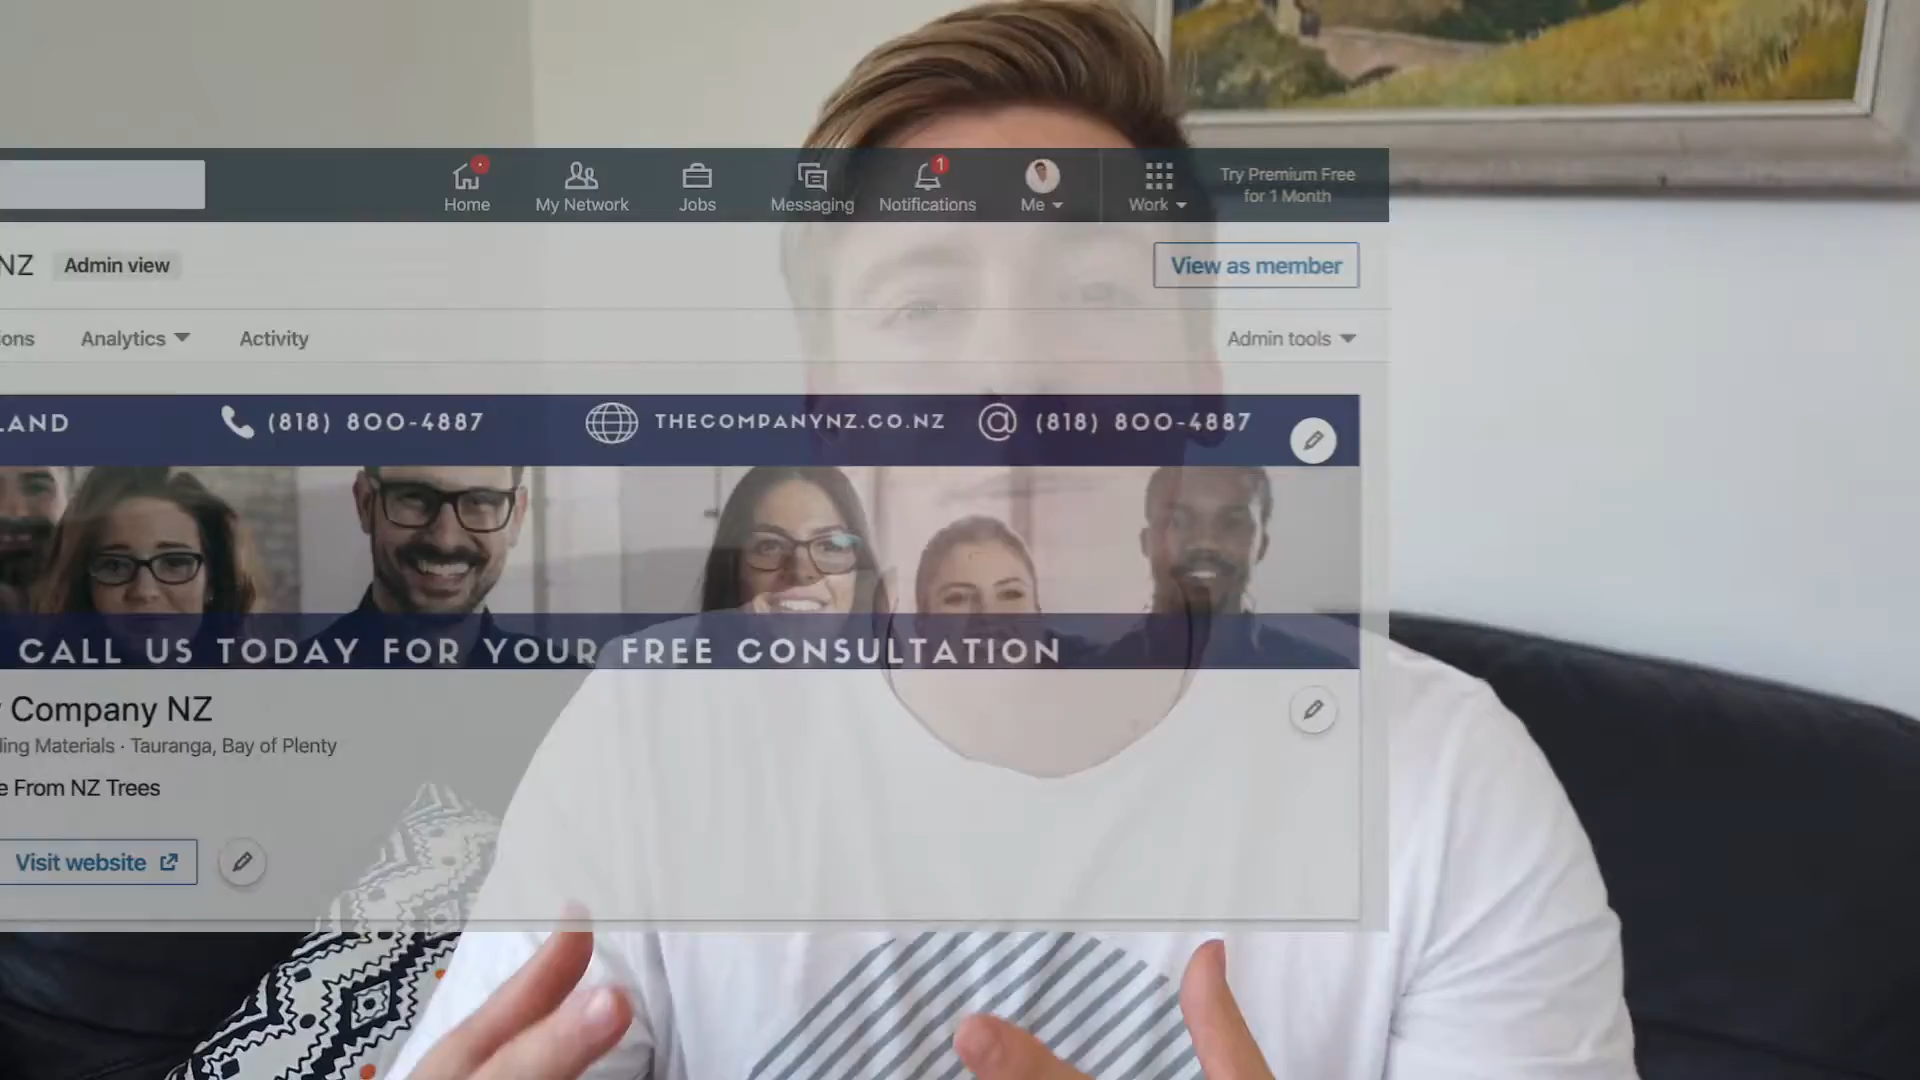 Home
My Network
Jobs
Messaging
1
Notifications
Me
Work
Try Premium Free
for 1 Month
NZ
Admin view
View as member
Analytics
Activity
Admin tools
(818) 800-4887
THECOMPANYNZ.CO.NZ
@ (818) 800-4887
CALL US TODAY FOR YOUR FREE CONSULTATION
Company NZ
Materials · Tauranga, Bay of Plenty
From NZ Trees
Visit website